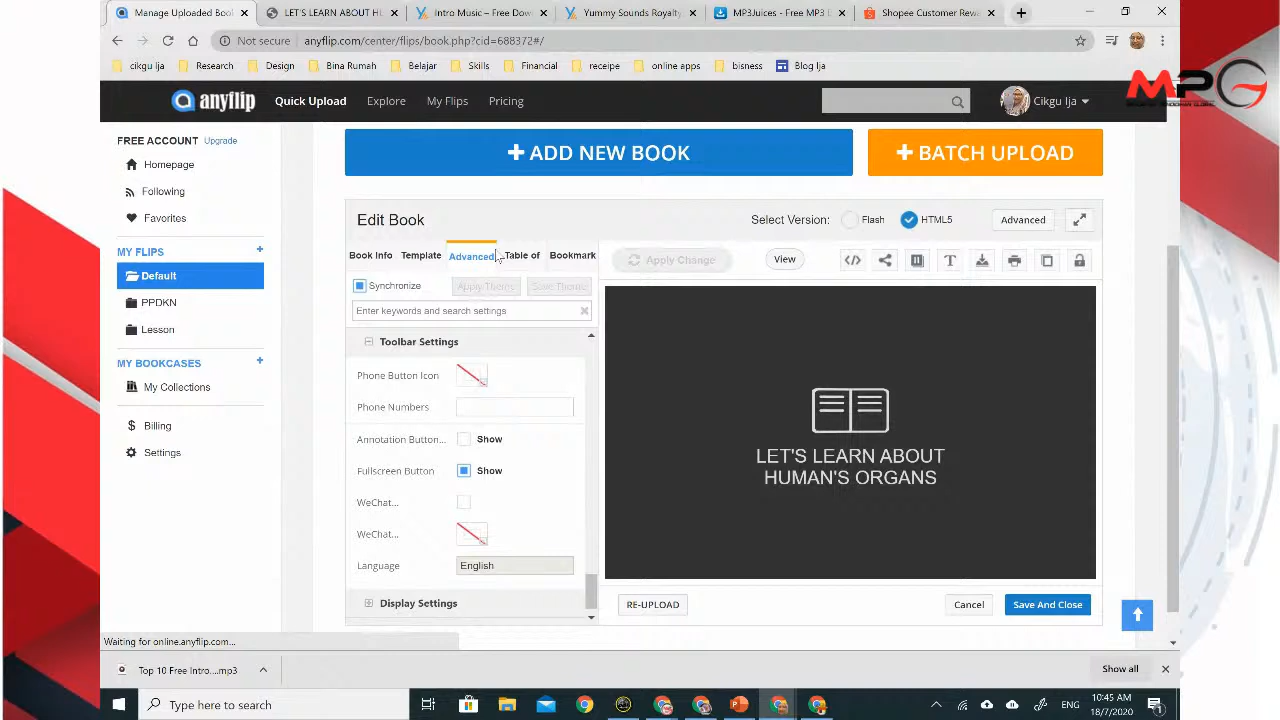 Manage Uploaded Boo
LET'S LEARN ABOUT HU
Intro Music – Free Dow
Yummy Sounds Royalty
MP3Juices - Free MP3
Shopee Customer Rew
Not secure
anyflip.com/center/flips/book.php?cid=688372#/
cikgu ija
Research
Design
Bina Rumah
Belajar
Skills
Financial
receipe
online apps
bisness
Blog Ija
MPG
anyflip
Quick Upload
Explore
My Flips
Pricing
Cikgu Ija
FREE ACCOUNT Upgrade
Homepage
Following
Favorites
MY FLIPS
Default
PPDKN
Lesson
MY BOOKCASES
My Collections
Billing
Settings
+ ADD NEW BOOK
+ BATCH UPLOAD
Edit Book
Select Version:
Flash
HTML5
Advanced
Book Info
Template
Advanced
Table of
Bookmark
Apply Change
View
Synchronize
Apply Theme
Save Theme
Enter keywords and search settings
Toolbar Settings
Phone Button Icon
Phone Numbers
Annotation Button...
Show
Fullscreen Button
Show
WeChat...
WeChat...
Language
English
Display Settings
LET'S LEARN ABOUT
HUMAN'S ORGANS
RE-UPLOAD
Cancel
Save And Close
Waiting for online.anyflip.com...
Top 10 Free Intro....mp3
Show all
Type here to search
ENG
10:45 AM
18/7/2020
1